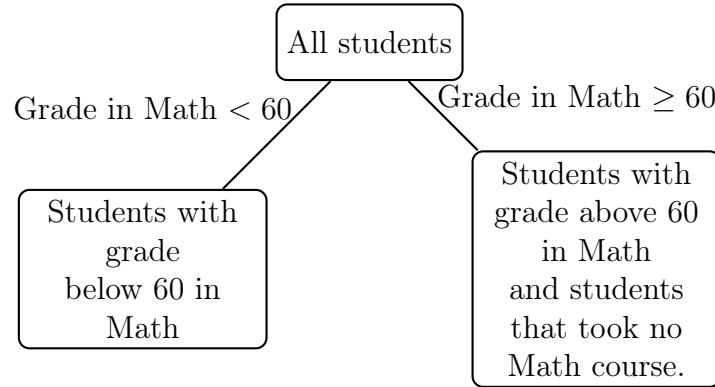 All students
Grade in Math < 60
Grade in Math ≥ 60
Students with
grade
below 60 in
Math
Students with
grade above 60
in Math
and students
that took no
Math course.